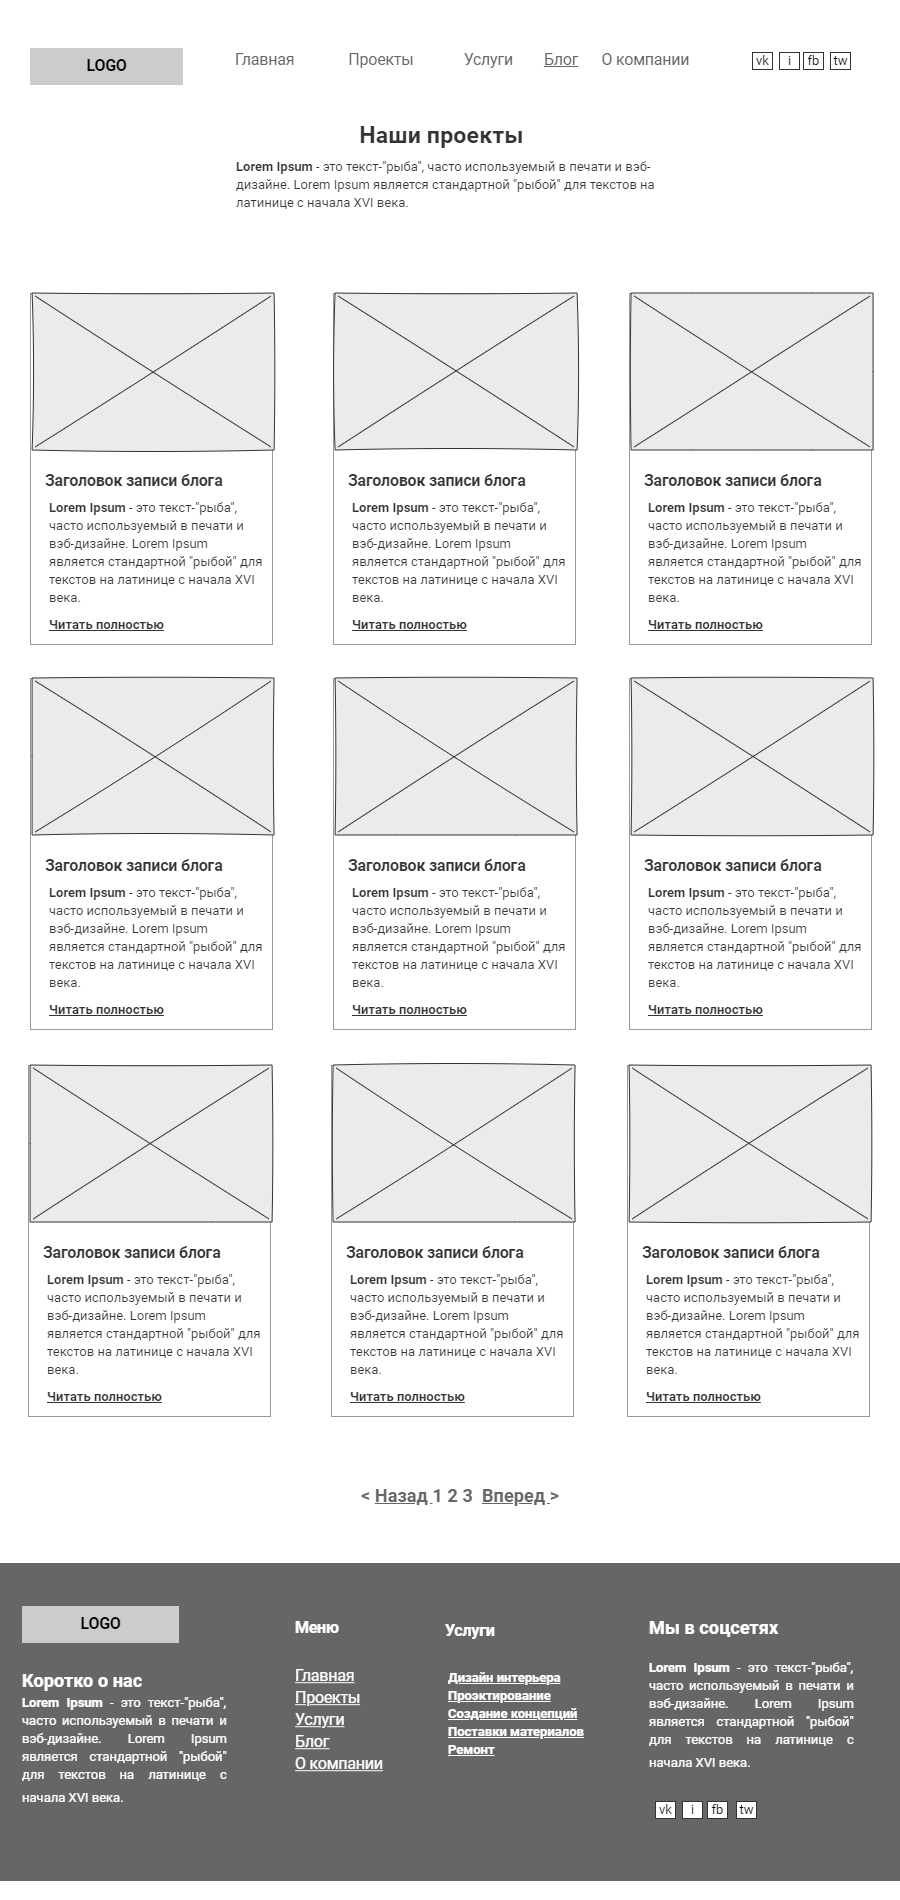 LOGO
Главная Проекты Услуги Блог О компании
vk i fb tw
Наши проекты
Lorem Ipsum - это текст-"рыба", часто используемый в печати и вэб-
дизайне. Lorem Ipsum является стандартной "рыбой" для текстов на
латинице с начала XVI века.
Заголовок записи блога
Lorem Ipsum - это текст-"рыба",
часто используемый в печати и
вэб-дизайне. Lorem Ipsum
является стандартной "рыбой" для
текстов на латинице с начала XVI
века.
Читать полностью
Заголовок записи блога
Lorem Ipsum - это текст-"рыба",
часто используемый в печати и
вэб-дизайне. Lorem Ipsum
является стандартной "рыбой" для
текстов на латинице с начала XVI
века.
Читать полностью
Заголовок записи блога
Lorem Ipsum - это текст-"рыба",
часто используемый в печати и
вэб-дизайне. Lorem Ipsum
является стандартной "рыбой" для
текстов на латинице с начала XVI
века.
Читать полностью
Заголовок записи блога
Lorem Ipsum - это текст-"рыба",
часто используемый в печати и
вэб-дизайне. Lorem Ipsum
является стандартной "рыбой" для
текстов на латинице с начала XVI
века.
Читать полностью
Заголовок записи блога
Lorem Ipsum - это текст-"рыба",
часто используемый в печати и
вэб-дизайне. Lorem Ipsum
является стандартной "рыбой" для
текстов на латинице с начала XVI
века.
Читать полностью
Заголовок записи блога
Lorem Ipsum - это текст-"рыба",
часто используемый в печати и
вэб-дизайне. Lorem Ipsum
является стандартной "рыбой" для
текстов на латинице с начала XVI
века.
Читать полностью
Заголовок записи блога
Lorem Ipsum - это текст-"рыба",
часто используемый в печати и
вэб-дизайне. Lorem Ipsum
является стандартной "рыбой" для
текстов на латинице с начала XVI
века.
Читать полностью
Заголовок записи блога
Lorem Ipsum - это текст-"рыба",
часто используемый в печати и
вэб-дизайне. Lorem Ipsum
является стандартной "рыбой" для
текстов на латинице с начала XVI
века.
Читать полностью
Заголовок записи блога
Lorem Ipsum - это текст-"рыба",
часто используемый в печати и
вэб-дизайне. Lorem Ipsum
является стандартной "рыбой" для
текстов на латинице с начала XVI
века.
Читать полностью
< Назад 1 2 3 Вперед >
LOGO
Коротко о нас
Lorem Ipsum - это текст-"рыба",
часто используемый в печати и
вэб-дизайне. Lorem Ipsum
является стандартной "рыбой"
для текстов на латинице с
начала XVI века.
Меню
Главная
Проекты
Услуги
Блог
О компании
Услуги
Дизайн интерьера
Проэктирование
Создание концепций
Поставки материалов
Ремонт
Мы в соцсетях
Lorem Ipsum - это текст-"рыба",
часто используемый в печати и
вэб-дизайне. Lorem Ipsum
является стандартной "рыбой"
для текстов на латинице с
начала XVI века.
vk i fb tw